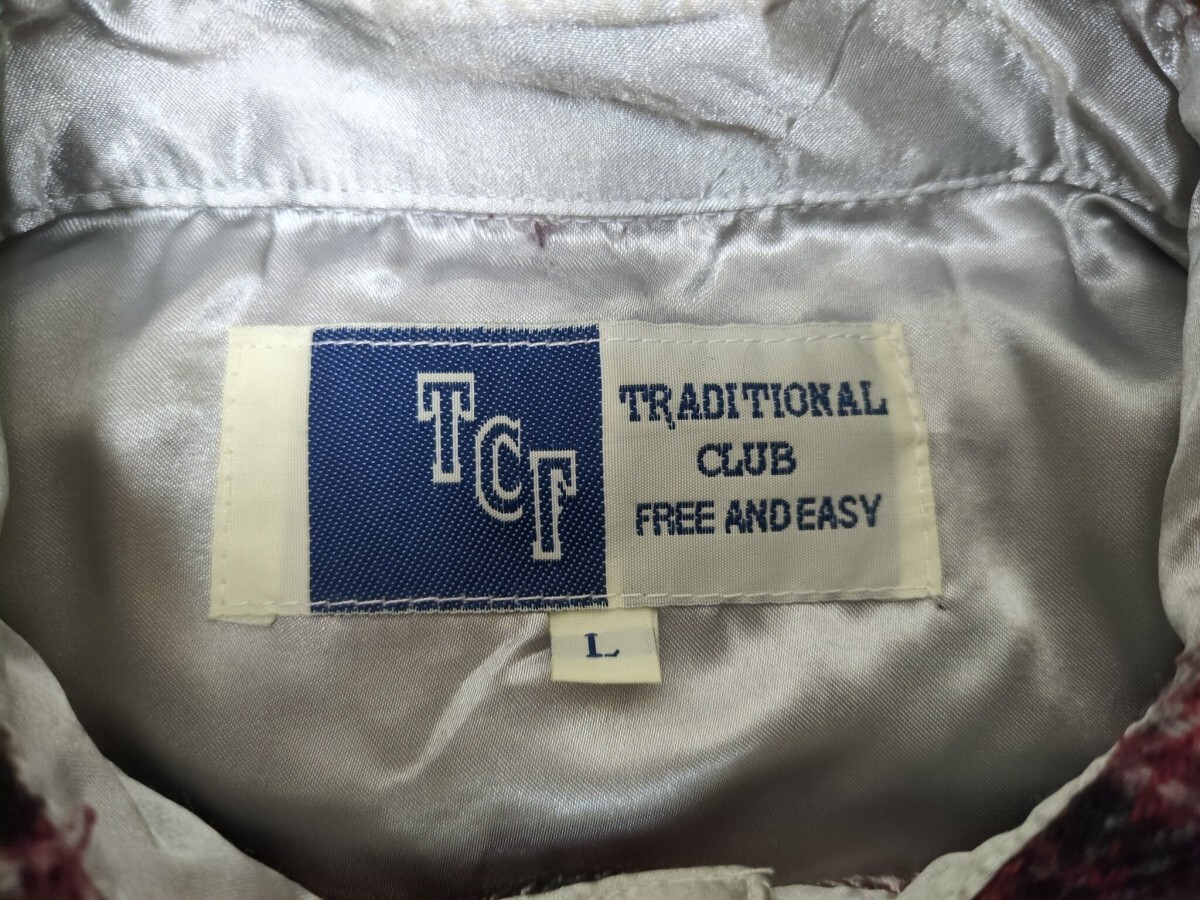 TCF
TRADITIONAL
CLUB
FREE AND EASY
L